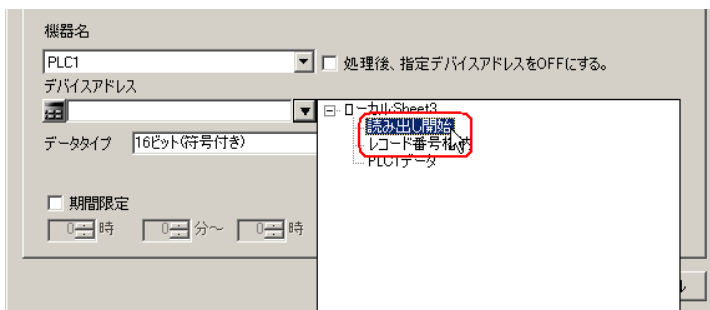 機器名
PLC1
処理後、指定デバイスアドレスをOFFにする。
デバイスアドレス
ローカル:Sheet3
読み出し開始
データタイプ
16ビット(符号付き)
レコード番号格納
PLC1データ
期間限定
0 時 0 分～ 0 時
ル